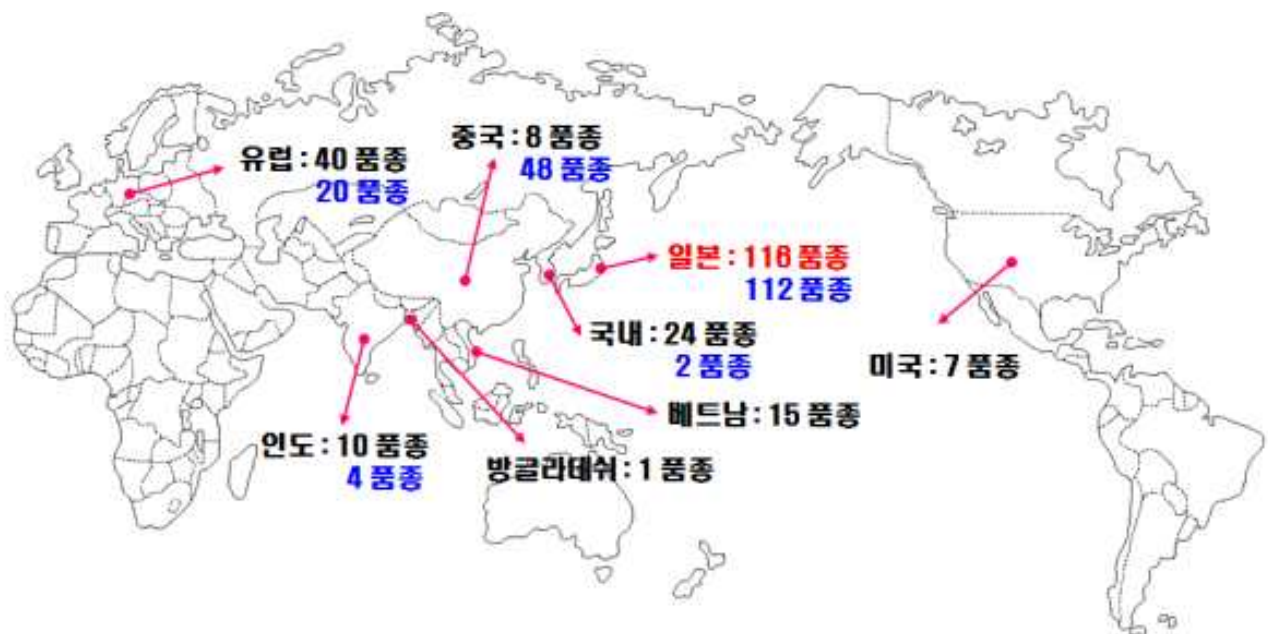 중국 : 8 품종
48 품종
유럽 : 40 품종
20 품종
일본 : 116 품종
112 품종
국내 : 24 품종
2 품종
미국 : 7 품종
베트남 : 15 품종
인도 : 10 품종
4 품종
방글라테쉬 : 1 품종